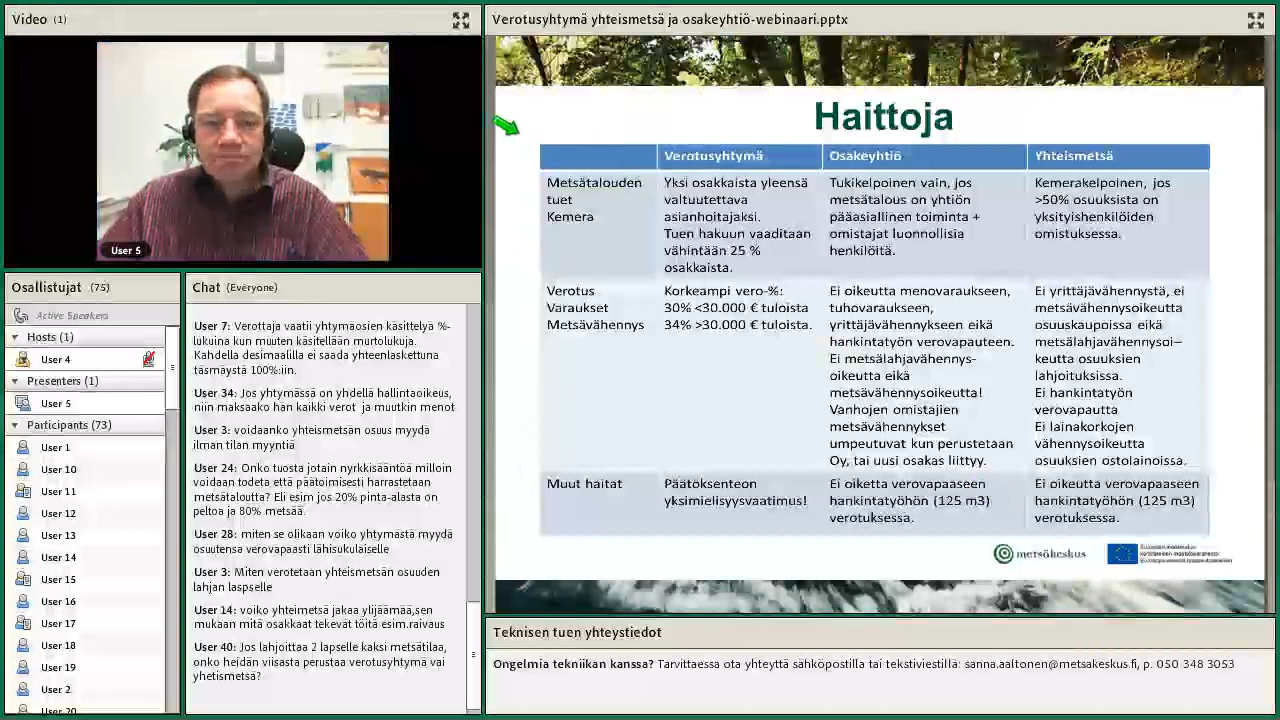 Video (1)
User 5
Osallistujat (75)
Active Speakers
Hosts (1)
User 4
Presenters (1)
User 5
Participants (73)
User 1
User 10
User 11
User 12
User 13
User 14
User 15
User 16
User 17
User 18
User 19
User 2
User 20
Chat (Everyone)
User 7: Verottaja vaatii yhtymäosien käsittelyä %-
lukuina kun muuten käsitellään murtolukuja.
Kahdella desimaalilla ei saada yhteenlaskettuna
täsmäystä 100%:iin.
User 34: Jos yhtymässä on yhdellä hallintaoikeus,
niin maksaako hän kaikki verot ja muutkin menot
User 3: voidaanko yhteismetsän osuus myydä
ilman tilan myyntiä
User 24: Onko tuosta jotain nyrkkisääntöä milloin
voidaan todeta että päätoimisesti harrastetaan
metsätaloutta? Eli esim jos 20% pinta-alasta on
peltoa ja 80% metsää.
User 28: miten se olikaan voiko yhtymästä myydä
osuutensa verovapaasti lähisukulaiselle
User 3: Miten verotetaan yhteismetsän osuuden
lahjan laspselle
User 14: voiko yhteimetsä jakaa ylijäämää,sen
mukaan mitä osakkaat tekevät töitä esim.raivaus
User 40: Jos lahjoittaa 2 lapselle kaksi metsätilaa,
onko heidän viisasta perustaa verotusyhtymä vai
yhetismetsä?
Verotusyhtymä yhteismetsä ja osakeyhtiö-webinaari.pptx
Haittoja
Verotusyhtymä Osakeyhtiö Yhteismetsä
Metsätalouden
tuet
Kemera
Yksi osakkaista yleensä
valtuutettava
asianhoitajaksi.
Tuen hakuun vaaditaan
vähintään 25 %
osakkaista.
Tukikelpoinen vain, jos
metsätalous on yhtiön
pääasiallinen toiminta +
omistajat luonnollisia
henkilöitä.
Kemerakelpoinen, jos
>50% osuuksista on
yksityishenkilöiden
omistuksessa.
Verotus
Varaukset
Metsävähennys
Korkeampi vero-%:
30% <30.000 € tuloista
34% >30.000 € tuloista.
Ei oikeutta menovaraukseen,
tuhovaraukseen,
yrittäjävähennykseen eikä
hankintatyön verovapauteen.
Ei metsälahjavähennys-
oikeutta eikä
metsävähennysoikeutta!
Vanhojen omistajien
metsävähennykset
umpeutuvat kun perustetaan
Oy, tai uusi osakas liittyy.
Ei yrittäjävähennystä, ei
metsävähennysoikeutta
osuuskaupoissa eikä
metsälahjavähennysoi–
keutta osuuksien
lahjoituksissa.
Ei hankintatyön
verovapautta
Ei lainakorkojen
vähennysoikeutta
osuuksien ostolainoissa.
Muut haitat
Päätöksenteon
yksimielisyysvaatimus!
Ei oiketta verovapaaseen
hankintatyöhön (125 m3)
verotuksessa.
Ei oikeutta verovapaaseen
hankintatyöhön (125 m3)
verotuksessa.
metsäkeskus
Teknisen tuen yhteystiedot
Ongelmia tekniikan kanssa? Tarvittaessa ota yhteyttä sähköpostilla tai tekstiviestillä: sanna.aaltonen@metsakeskus.fi, p. 050 348 3053